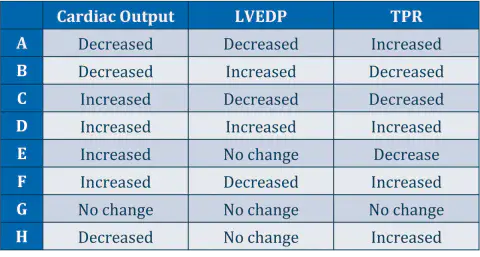 Cardiac Output LVEDP TPR
A Decreased Decreased Increased
B Decreased Increased Decreased
C Increased Decreased Decreased
D Increased Increased Increased
E Increased No change Decrease
F Increased Decreased Increased
G No change No change No change
H Decreased No change Increased